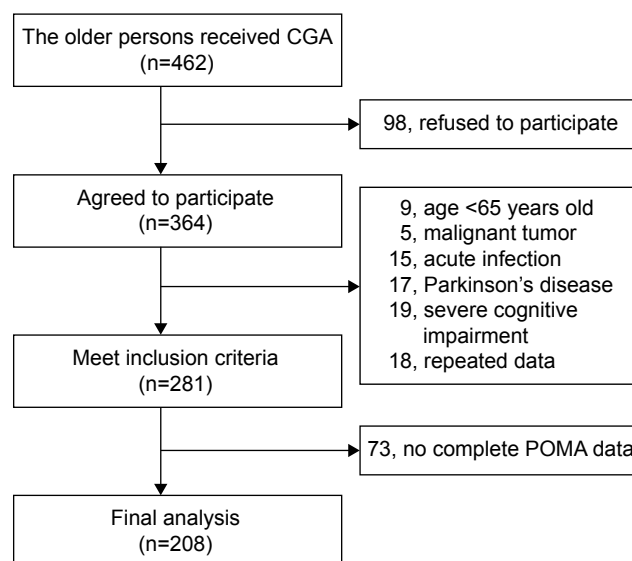 The older persons received CGA
(n=462)
98, refused to participate
Agreed to participate
(n=364)
9, age <65 years old
5, malignant tumor
15, acute infection
17, Parkinson’s disease
19, severe cognitive
impairment
18, repeated data
Meet inclusion criteria
(n=281)
73, no complete POMA data
Final analysis
(n=208)